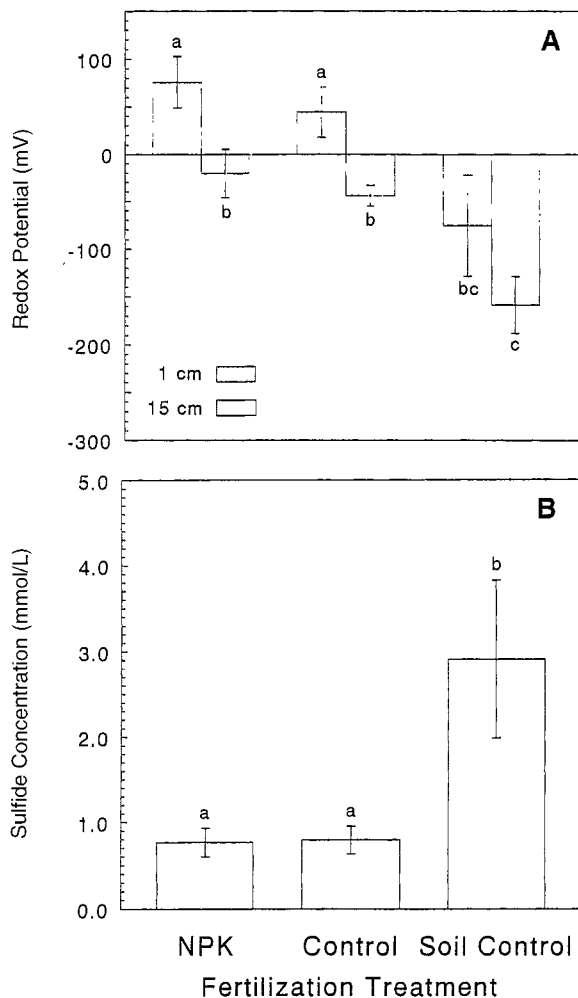 A
100
0
-100
-200
-300
Redox Potential (mV)
a
b
a
b
bc
c
1 cm
15 cm
B
5.0
4.0
3.0
2.0
1.0
0.0
Sulfide Concentration (mmol/L)
a
a
b
NPK Control Soil Control
Fertilization Treatment